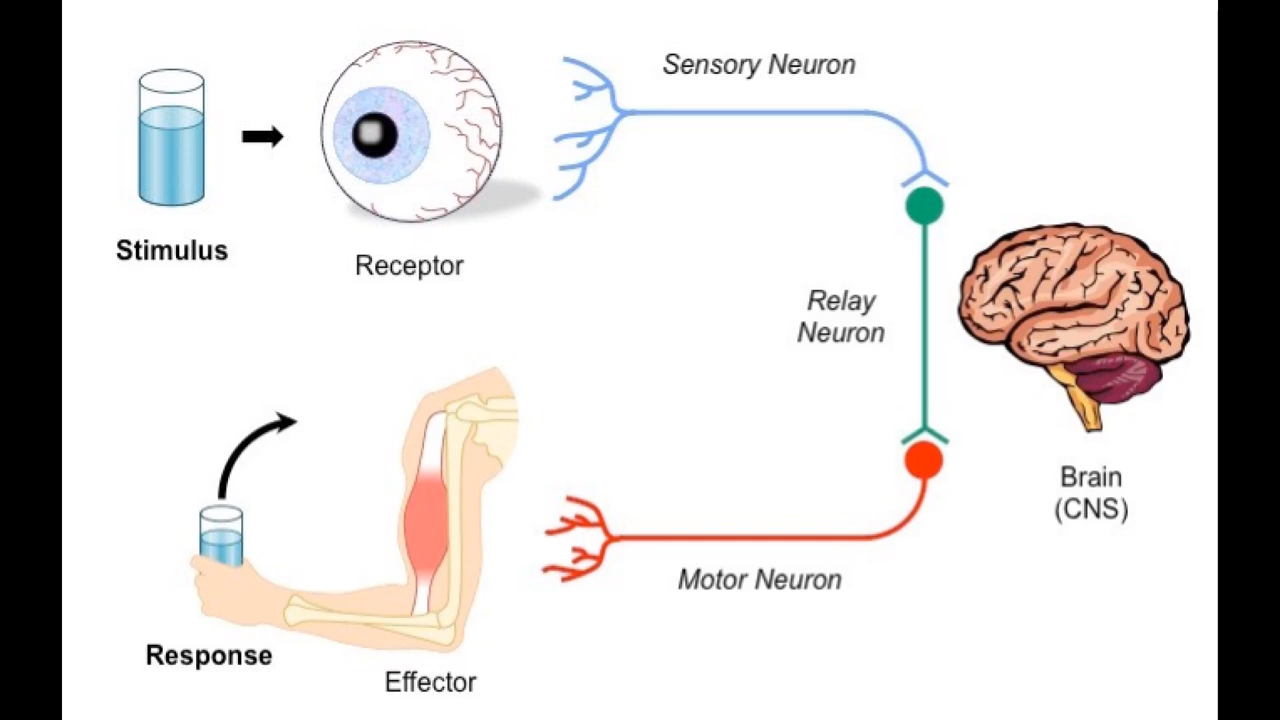 Sensory Neuron
Stimulus
Receptor
Relay
Neuron
Brain
(CNS)
Motor Neuron
Response
Effector